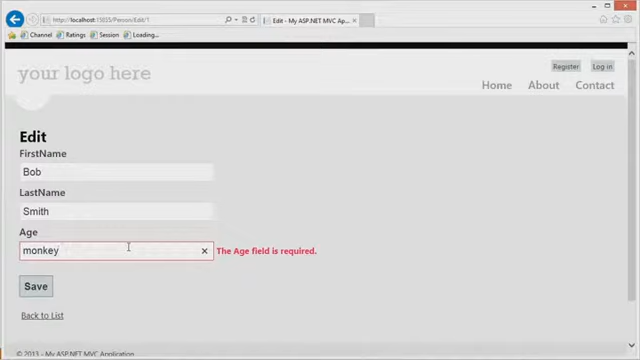 http://localhost:15035/Person/Edit/1
Edit - My ASP.NET MVC Ap...
Channel Ratings Session Loading...
your logo here
Register Log in
Home About Contact
Edit
FirstName
Bob
LastName
Smith
Age
monkey
The Age field is required.
Save
Back to List
© 2013 - My ASP.NET MVC Application